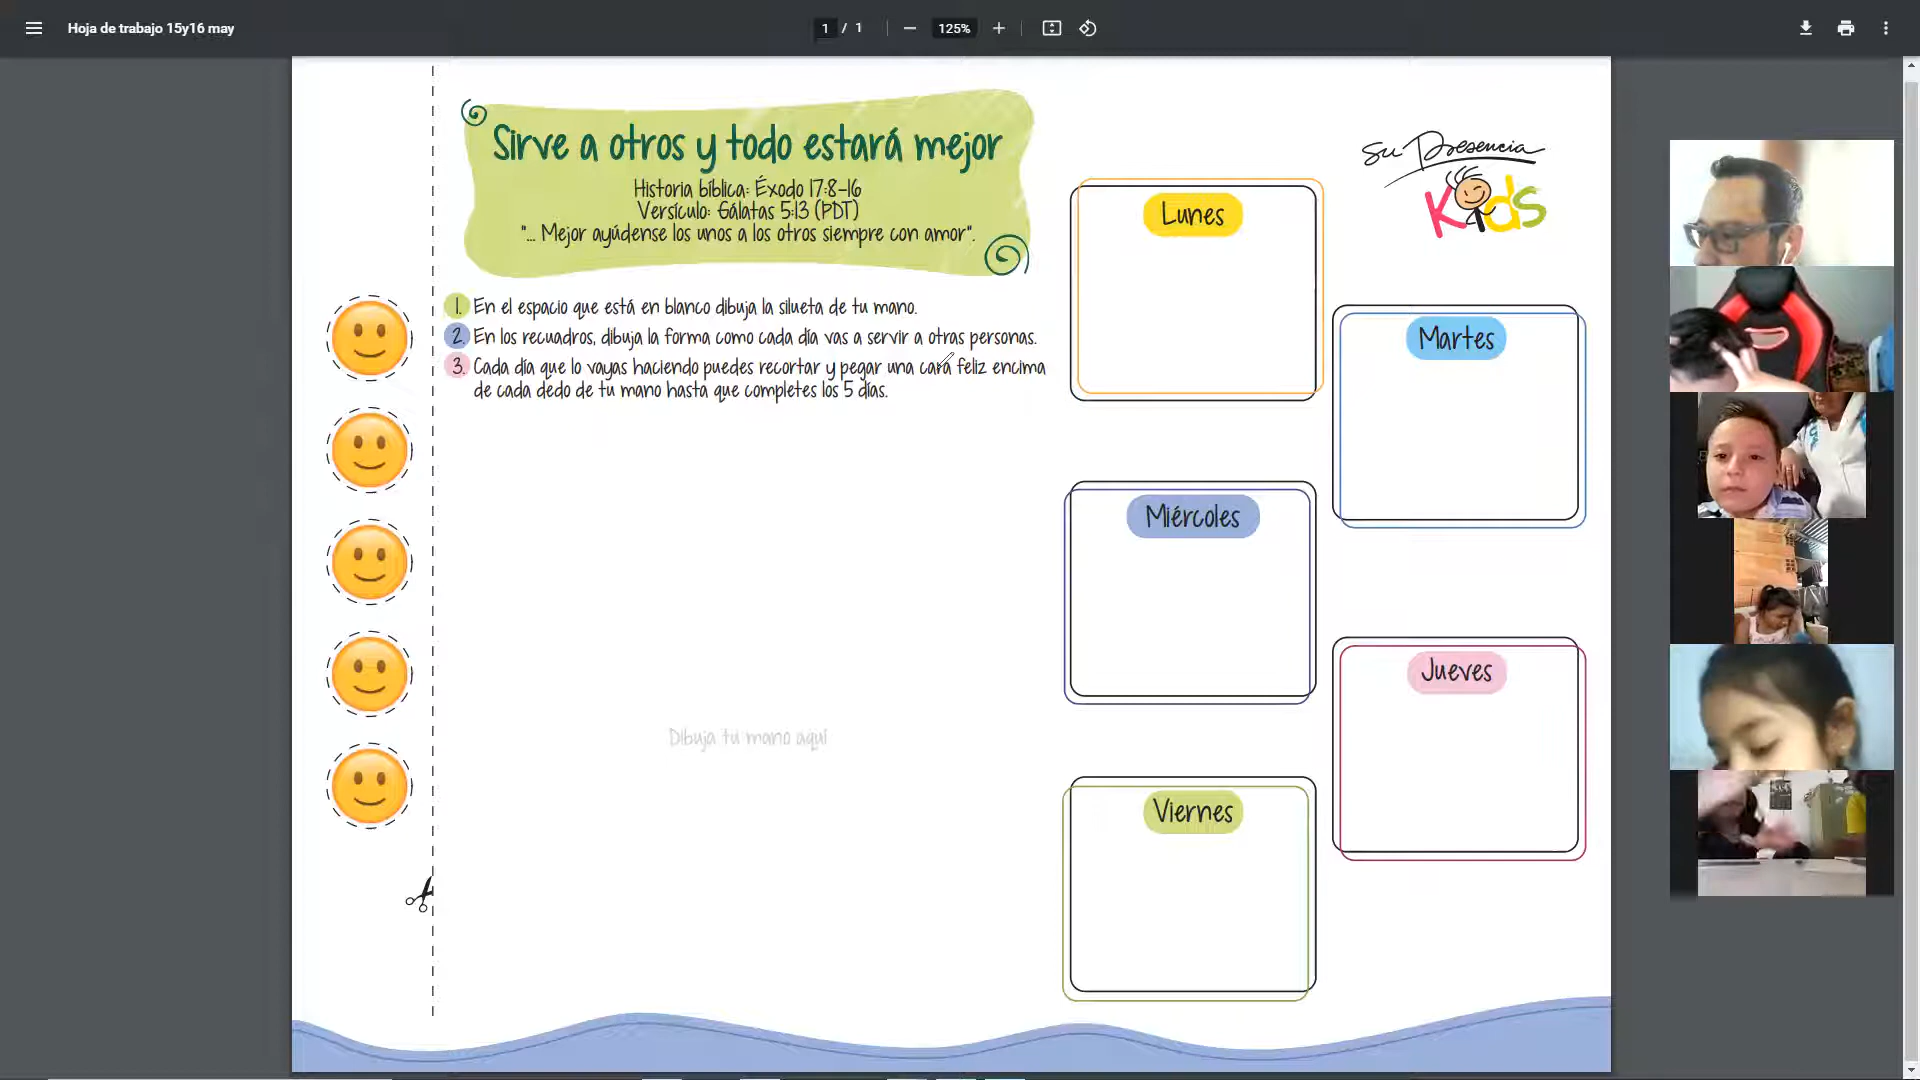 Hoja de trabajo 15y16 may
1 / 1
125%
Sirve a otros y todo estará mejor
Historia bíblica: Éxodo 17:8-16
Versículo: Gálatas 5:13 (PDT)
"... Mejor ayúdense los unos a los otros siempre con amor".
1. En el espacio que está en blanco dibuja la silueta de tu mano.
2. En los recuadros, dibuja la forma como cada día vas a servir a otras personas.
3. Cada día que lo vayas haciendo puedes recortar y pegar una cara feliz encima
de cada dedo de tu mano hasta que completes los 5 días.
Dibuja tu mano aquí
Su Presencia
Kids
Lunes
Martes
Miércoles
Jueves
Viernes